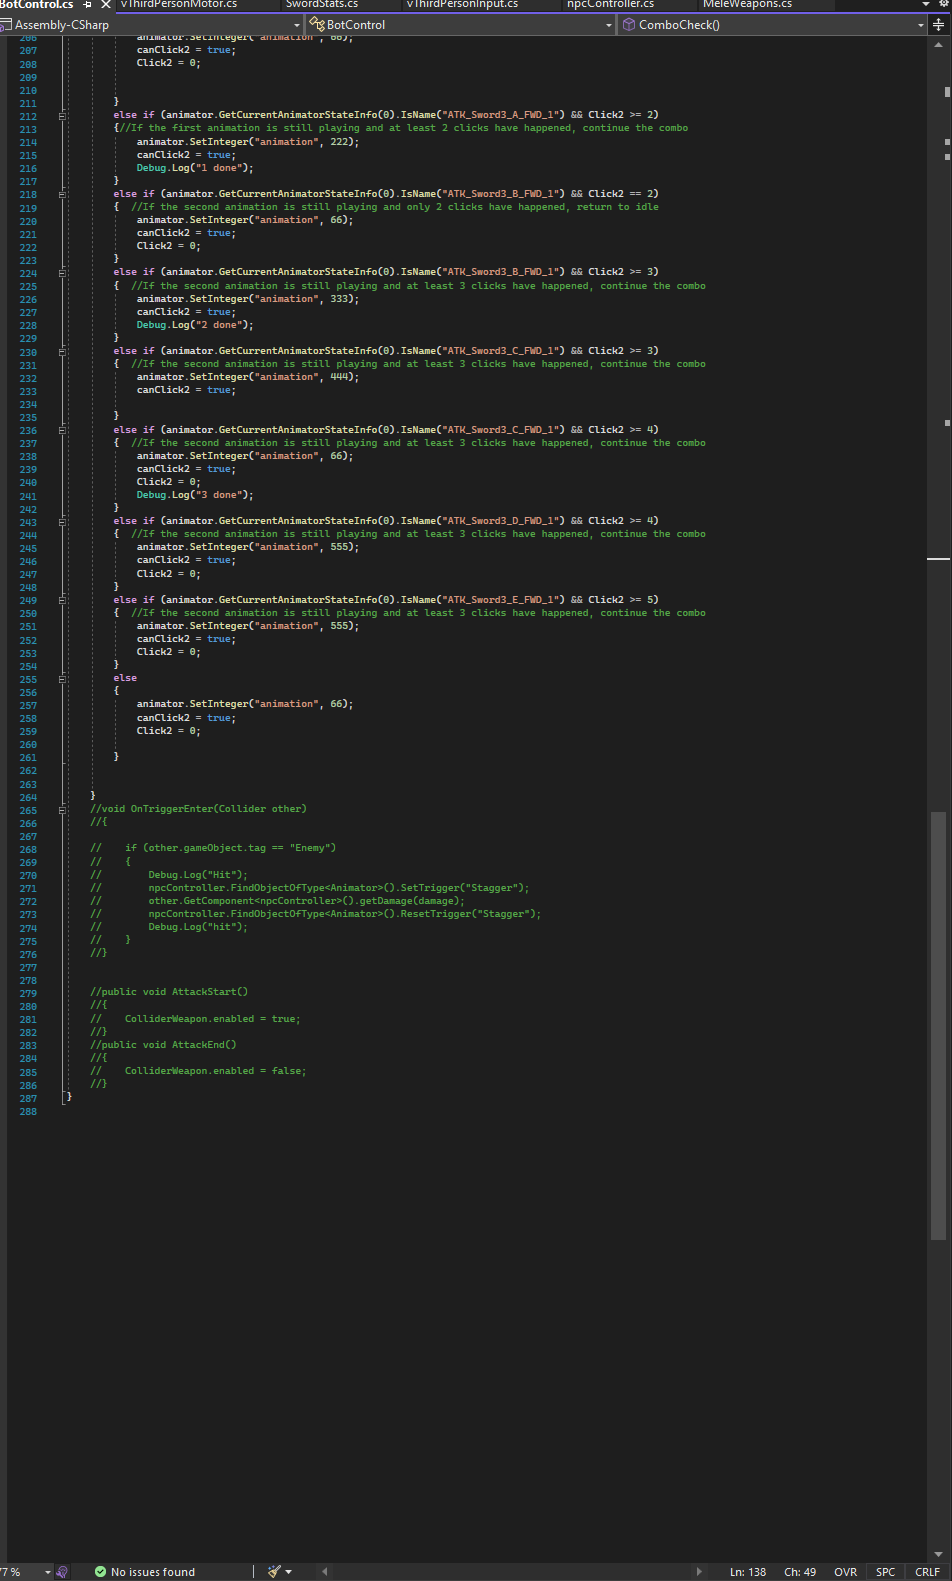 BotControl.cs vThirdPersonMotor.cs SwordStats.cs vThirdPersonInput.cs npcController.cs MeleWeapons.cs
Assembly-CSharp BotControl ComboCheck()
206 animator.SetInteger("animation", 66);
207 canClick2 = true;
208 Click2 = 0;
209
210
211 }
212 else if (animator.GetCurrentAnimatorStateInfo(0).IsName("ATK_Sword3_A_FWD_1") && Click2 >= 2)
213 {//If the first animation is still playing and at least 2 clicks have happened, continue the combo
214 animator.SetInteger("animation", 222);
215 canClick2 = true;
216 Debug.Log("1 done");
217 }
218 else if (animator.GetCurrentAnimatorStateInfo(0).IsName("ATK_Sword3_B_FWD_1") && Click2 == 2)
219 { //If the second animation is still playing and only 2 clicks have happened, return to idle
220 animator.SetInteger("animation", 66);
221 canClick2 = true;
222 Click2 = 0;
223 }
224 else if (animator.GetCurrentAnimatorStateInfo(0).IsName("ATK_Sword3_B_FWD_1") && Click2 >= 3)
225 { //If the second animation is still playing and at least 3 clicks have happened, continue the combo
226 animator.SetInteger("animation", 333);
227 canClick2 = true;
228 Debug.Log("2 done");
229 }
230 else if (animator.GetCurrentAnimatorStateInfo(0).IsName("ATK_Sword3_C_FWD_1") && Click2 >= 3)
231 { //If the second animation is still playing and at least 3 clicks have happened, continue the combo
232 animator.SetInteger("animation", 444);
233 canClick2 = true;
234
235 }
236 else if (animator.GetCurrentAnimatorStateInfo(0).IsName("ATK_Sword3_C_FWD_1") && Click2 >= 4)
237 { //If the second animation is still playing and at least 3 clicks have happened, continue the combo
238 animator.SetInteger("animation", 66);
239 canClick2 = true;
240 Click2 = 0;
241 Debug.Log("3 done");
242 }
243 else if (animator.GetCurrentAnimatorStateInfo(0).IsName("ATK_Sword3_D_FWD_1") && Click2 >= 4)
244 { //If the second animation is still playing and at least 3 clicks have happened, continue the combo
245 animator.SetInteger("animation", 555);
246 canClick2 = true;
247 Click2 = 0;
248 }
249 else if (animator.GetCurrentAnimatorStateInfo(0).IsName("ATK_Sword3_E_FWD_1") && Click2 >= 5)
250 { //If the second animation is still playing and at least 3 clicks have happened, continue the combo
251 animator.SetInteger("animation", 555);
252 canClick2 = true;
253 Click2 = 0;
254 }
255 else
256 {
257 animator.SetInteger("animation", 66);
258 canClick2 = true;
259 Click2 = 0;
260
261 }
262
263
264 }
265 //void OnTriggerEnter(Collider other)
266 //{
267
268 // if (other.gameObject.tag == "Enemy")
269 // {
270 // Debug.Log("Hit");
271 // npcController.FindObjectOfType<Animator>().SetTrigger("Stagger");
272 // other.GetComponent<npcController>().getDamage(damage);
273 // npcController.FindObjectOfType<Animator>().ResetTrigger("Stagger");
274 // Debug.Log("hit");
275 // }
276 //}
277
278
279 //public void AttackStart()
280 //{
281 // ColliderWeapon.enabled = true;
282 //}
283 //public void AttackEnd()
284 //{
285 // ColliderWeapon.enabled = false;
286 //}
287 }
288
77 % No issues found Ln: 138 Ch: 49 OVR SPC CRLF